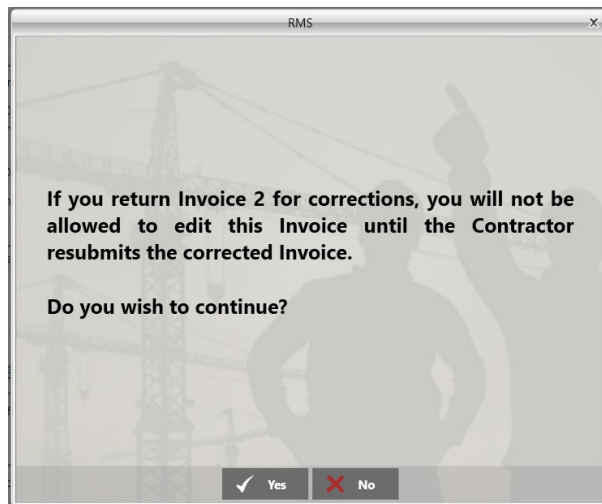 RMS
X
If you return Invoice 2 for corrections, you will not be
allowed to edit this Invoice until the Contractor
resubmits the corrected Invoice.
Do you wish to continue?
Yes
No